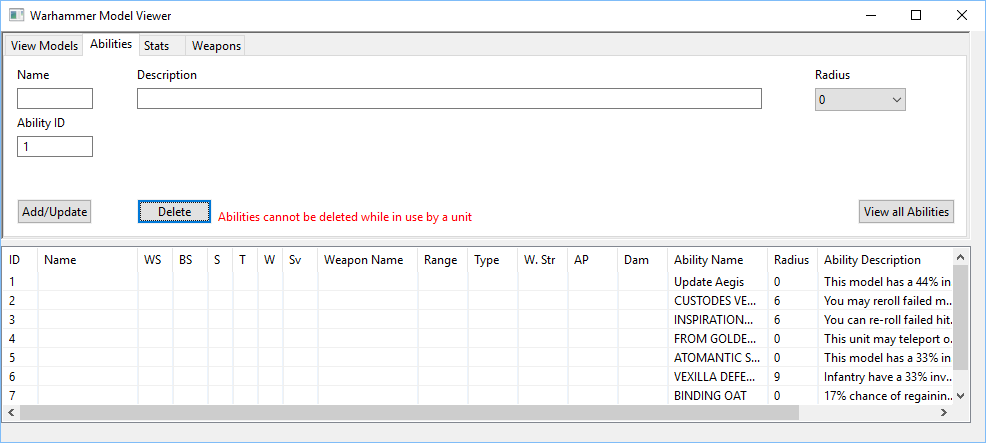 Warhammer Model Viewer
View Models Abilities Stats Weapons
Name Description Radius
0
Ability ID
1
Add/Update Delete Abilities cannot be deleted while in use by a unit View all Abilities
ID Name WS BS S T W Sv Weapon Name Range Type W. Str AP Dam Ability Name Radius Ability Description
1 Update Aegis 0 This model has a 44% in
2 CUSTODES VE... 6 You may reroll failed m...
3 INSPIRATION... 6 You can re-roll failed hit.
4 FROM GOLDE... 0 This unit may teleport o.
5 ATOMANTIC S... 0 This model has a 33% in
6 VEXILLA DEFE... 9 Infantry have a 33% inv...
7 BINDING OAT 0 17% chance of regainin...